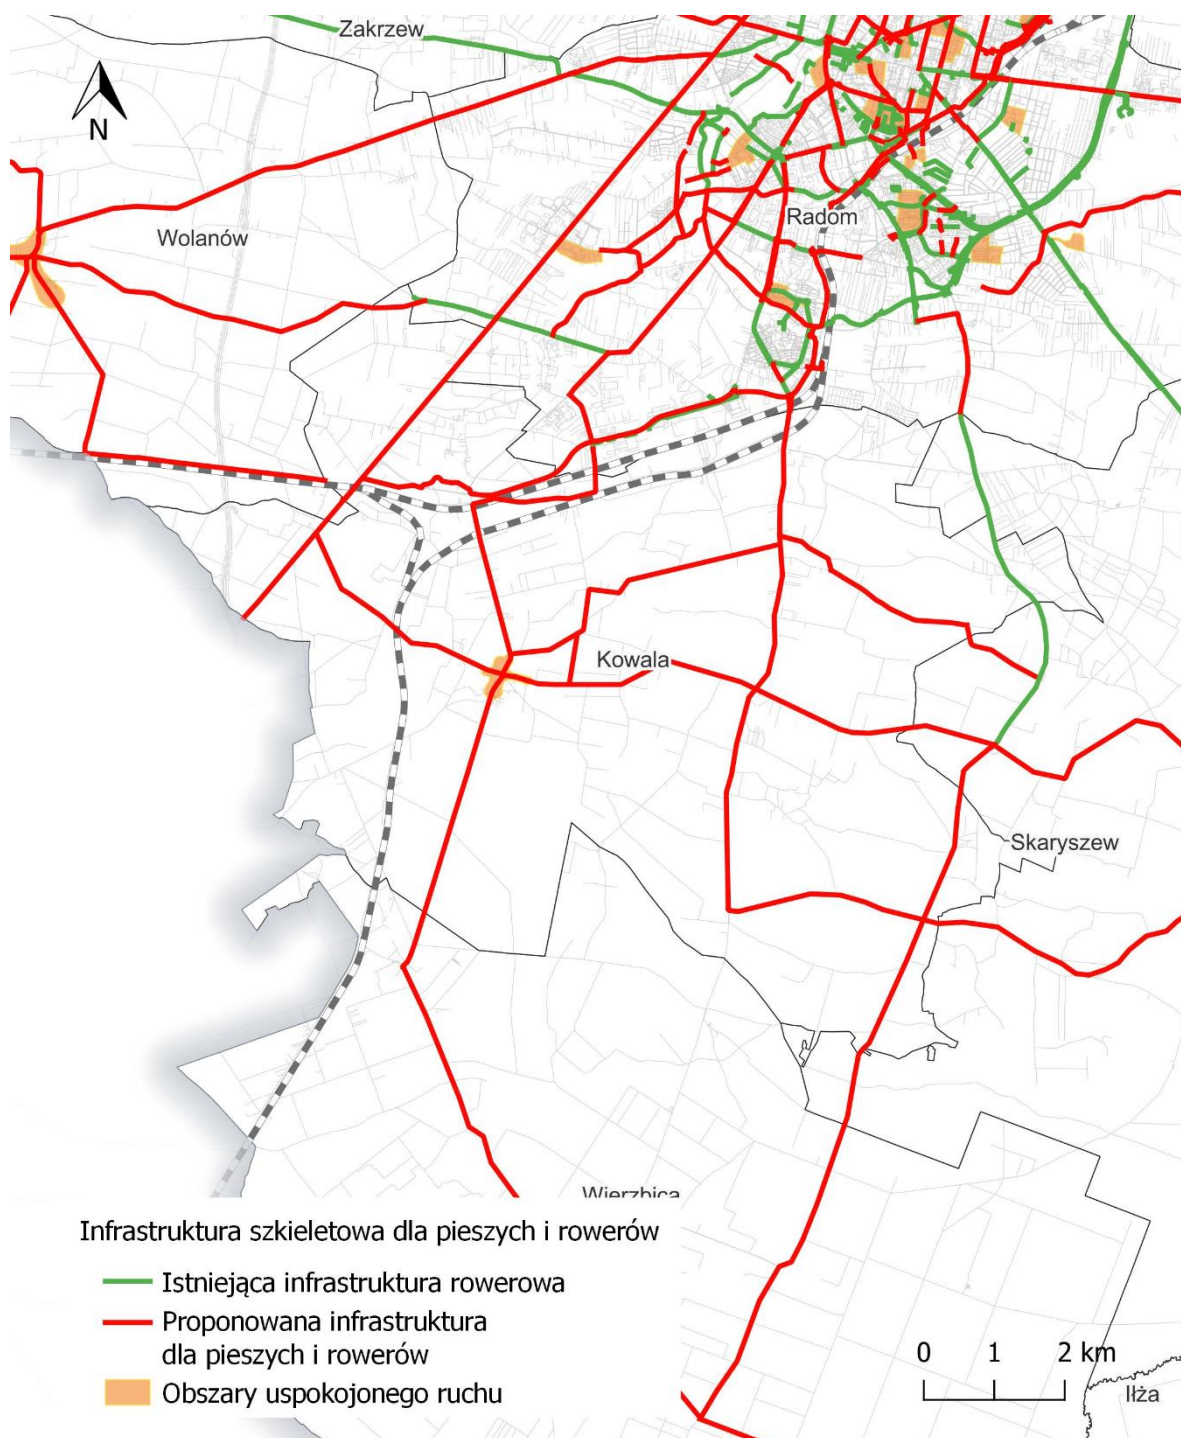 Zakrzew
N
Wolanów
Radom
Kowala
Skaryszew
Wierzbica
Infrastruktura szkieletowa dla pieszych i rowerów
Istniejąca infrastruktura rowerowa
Proponowana infrastruktura
dla pieszych i rowerów
Obszary uspokojonego ruchu
0 1 2 km
Iłża